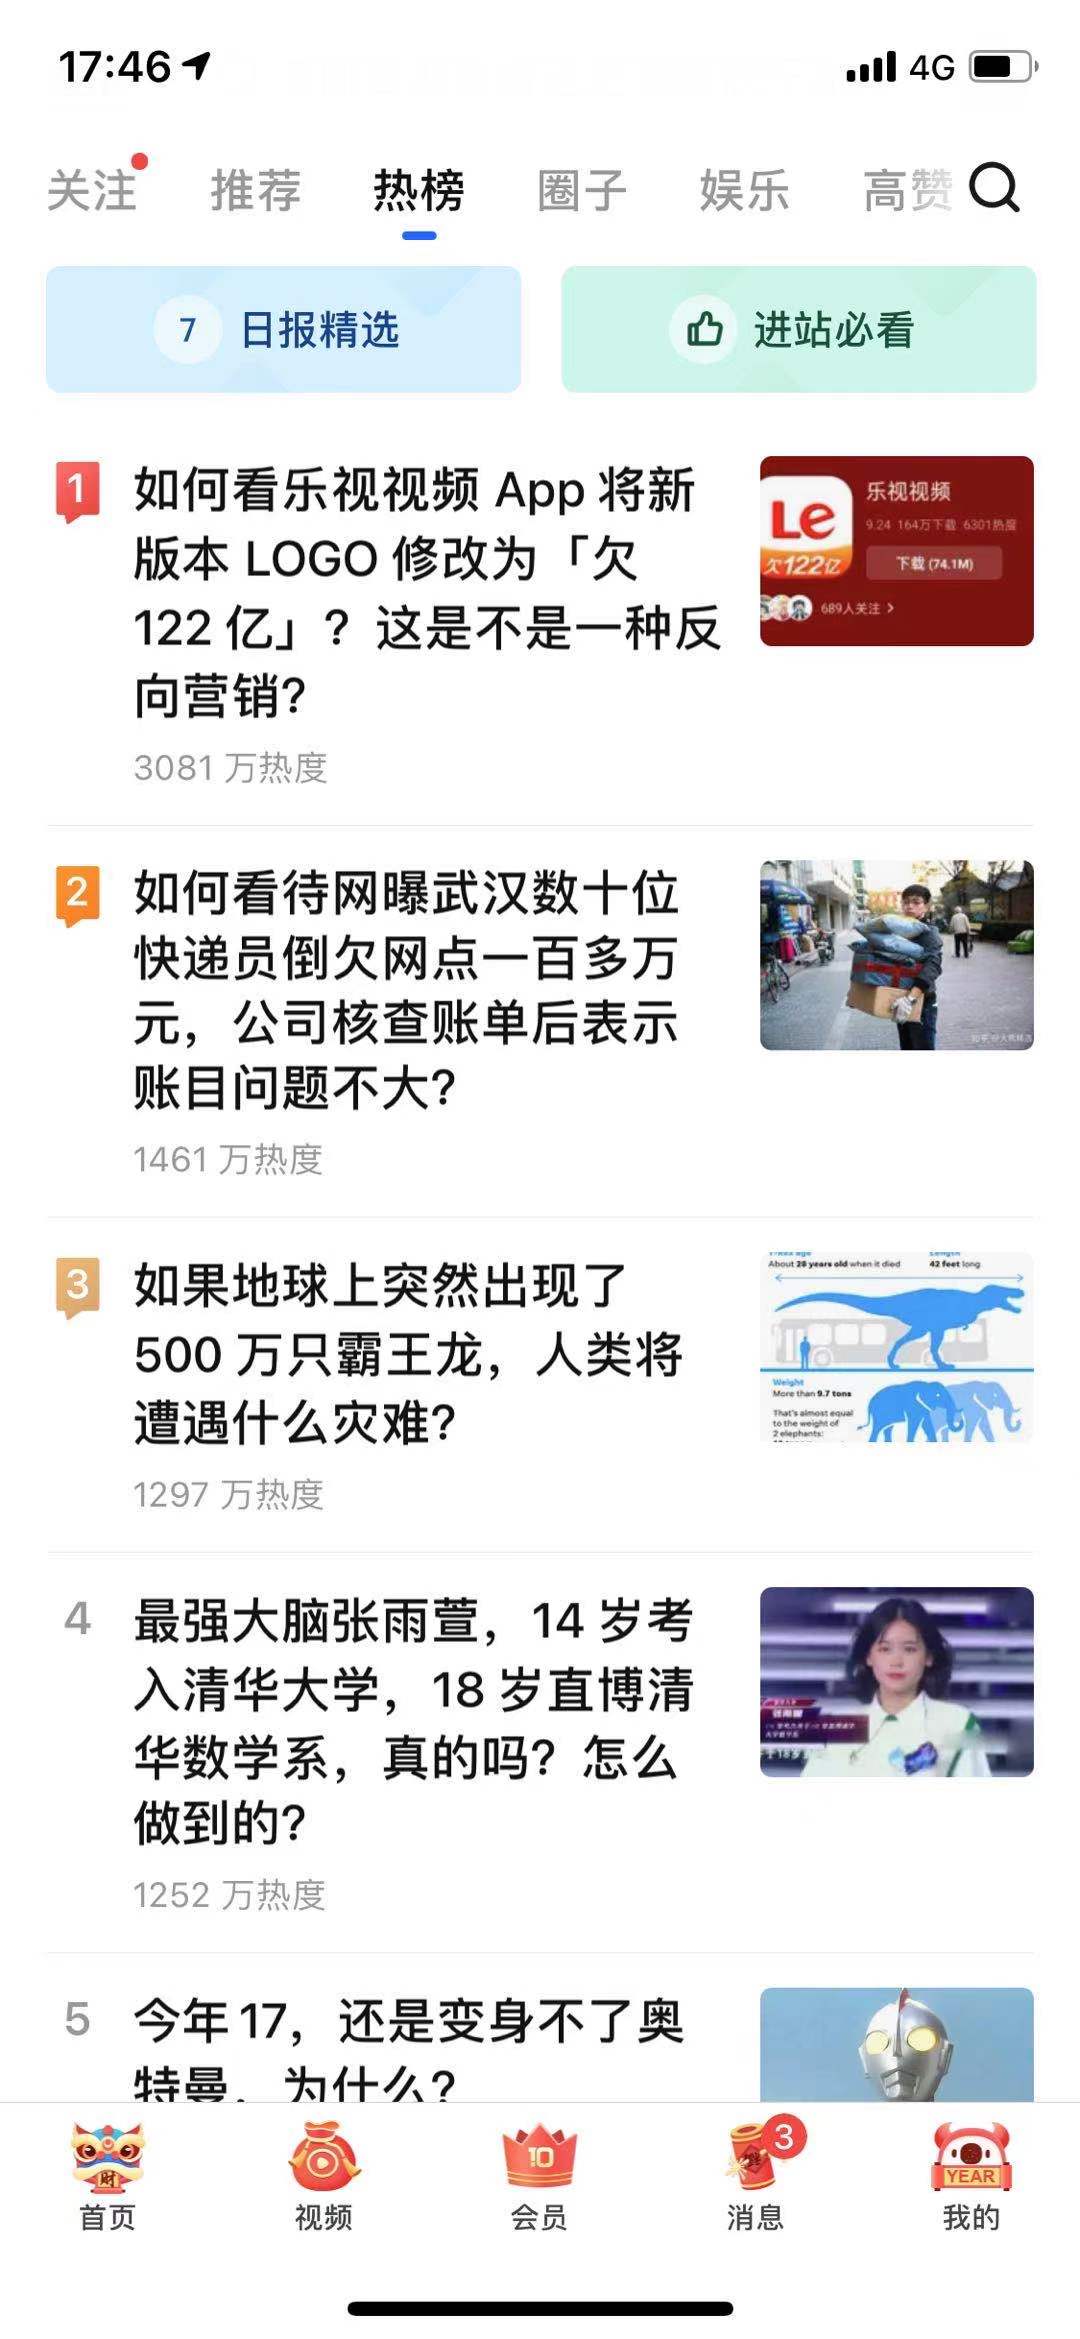 17:46
4G
关注 推荐 热榜 圈子 娱乐 高赞
7 日报精选
进站必看
1
如何看乐视视频 App 将新
版本 LOGO 修改为「欠
122 亿」？这是不是一种反
向营销?
3081 万热度
Le
欠122亿
乐视视频
9.24 164万下载 6301热度
下载 (74.1M)
689人关注 >
2
如何看待网曝武汉数十位
快递员倒欠网点一百多万
元，公司核查账单后表示
账目问题不大?
1461 万热度
3
如果地球上突然出现了
500 万只霸王龙，人类将
遭遇什么灾难?
1297 万热度
About 28 years old when it died
42 feet long
Weight
More than 9.7 tons
That's almost equal
to the weight of
2 elephants:
4
最强大脑张雨萱，14 岁考
入清华大学，18 岁直博清
华数学系，真的吗？怎么
做到的?
1252 万热度
5
今年 17，还是变身不了奥
特曼，为什么?
财
10
3
YEAR
首页 视频 会员 消息 我的